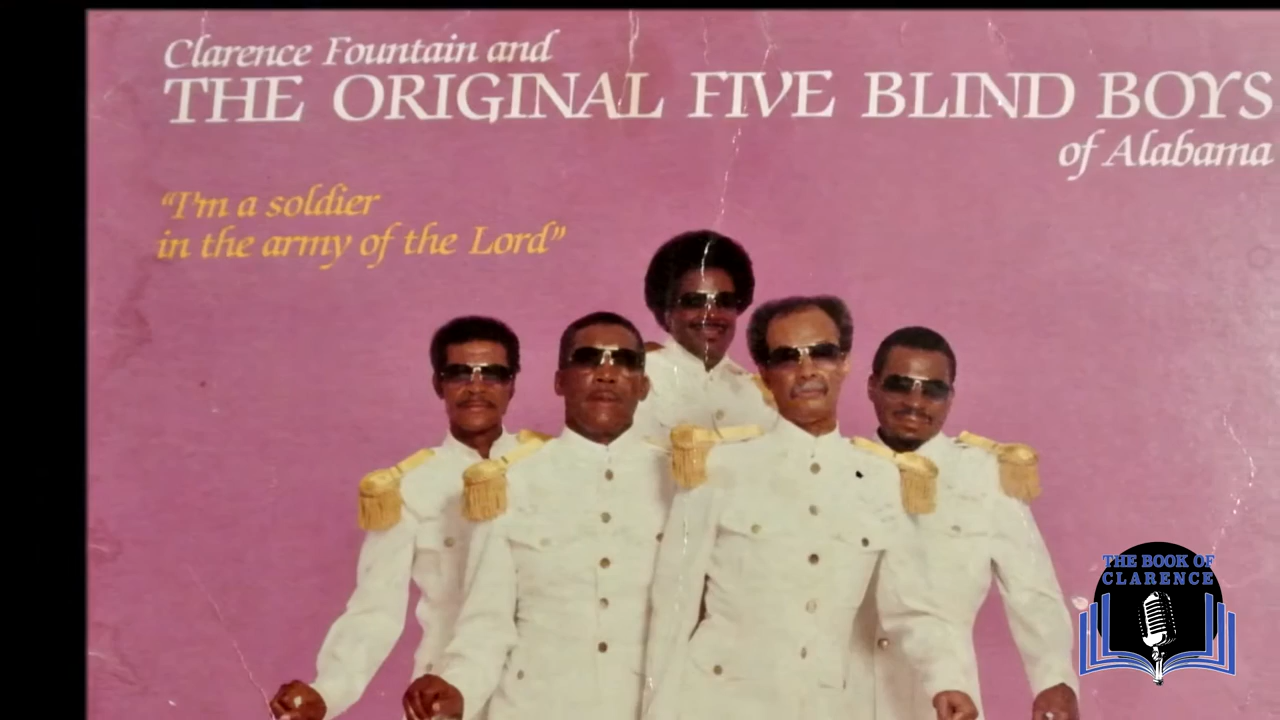 Clarence Fountain and
THE ORIGINAL FIVE BLIND BOYS
of Alabama
“I'm a soldier
in the army of the Lord”
THE BOOK OF
CLARENCE